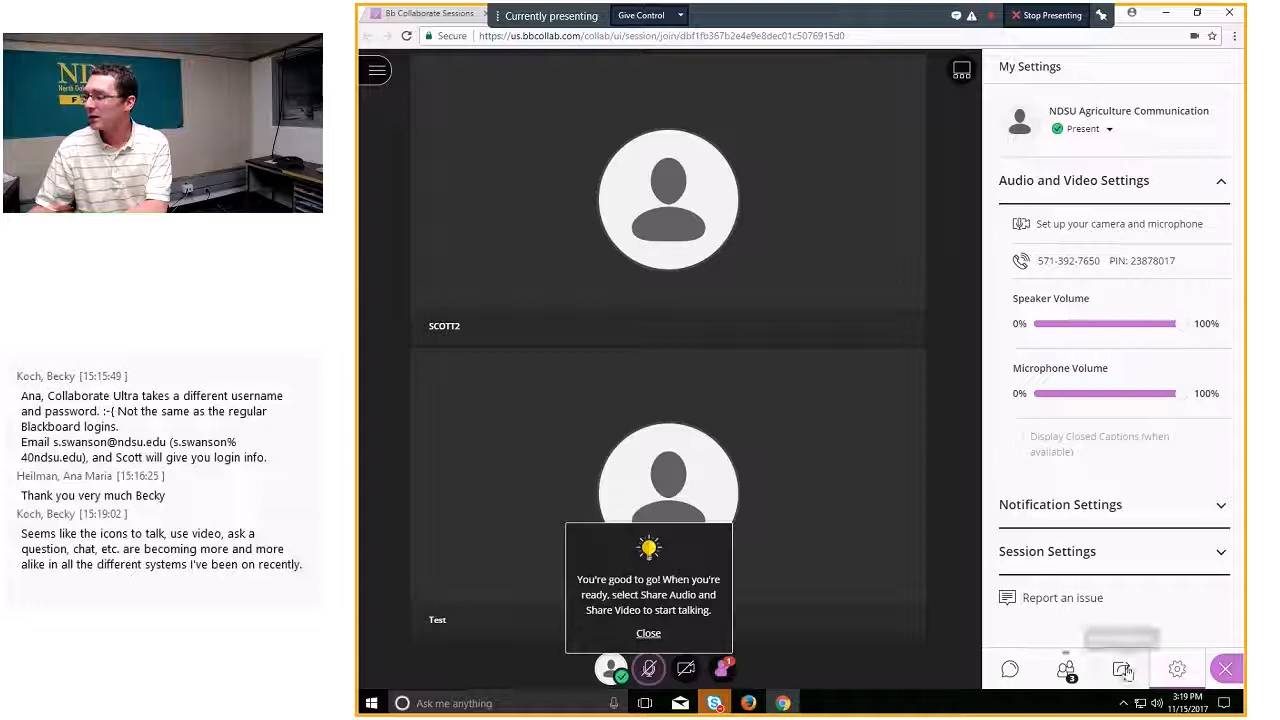 ND
North Dako
Koch, Becky [15:15:49 ]
Ana, Collaborate Ultra takes a different username
and password. :-{ Not the same as the regular
Blackboard logins.
Email s.swanson@ndsu.edu (s.swanson%
40ndsu.edu), and Scott will give you login info.
Heilman, Ana Maria [15:16:25 ]
Thank you very much Becky
Koch, Becky [15:19:02 ]
Seems like the icons to talk, use video, ask a
question, chat, etc. are becoming more and more
alike in all the different systems I've been on recently.
Bb Collaborate Sessions
Currently presenting
Give Control
Stop Presenting
Secure
https://us.bbcollab.com/collab/ui/session/join/dbf1fb367b2e4e9e8dec01c5076915d0
SCOTT2
Test
You're good to go! When you're
ready, select Share Audio and
Share Video to start talking.
Close
1
My Settings
NDSU Agriculture Communication
Present
Audio and Video Settings
Set up your camera and microphone
571-392-7650 PIN: 23878017
Speaker Volume
0% 100%
Microphone Volume
0% 100%
Display Closed Captions (when
available)
Notification Settings
Session Settings
Report an issue
3
Ask me anything
3:19 PM
11/15/2017